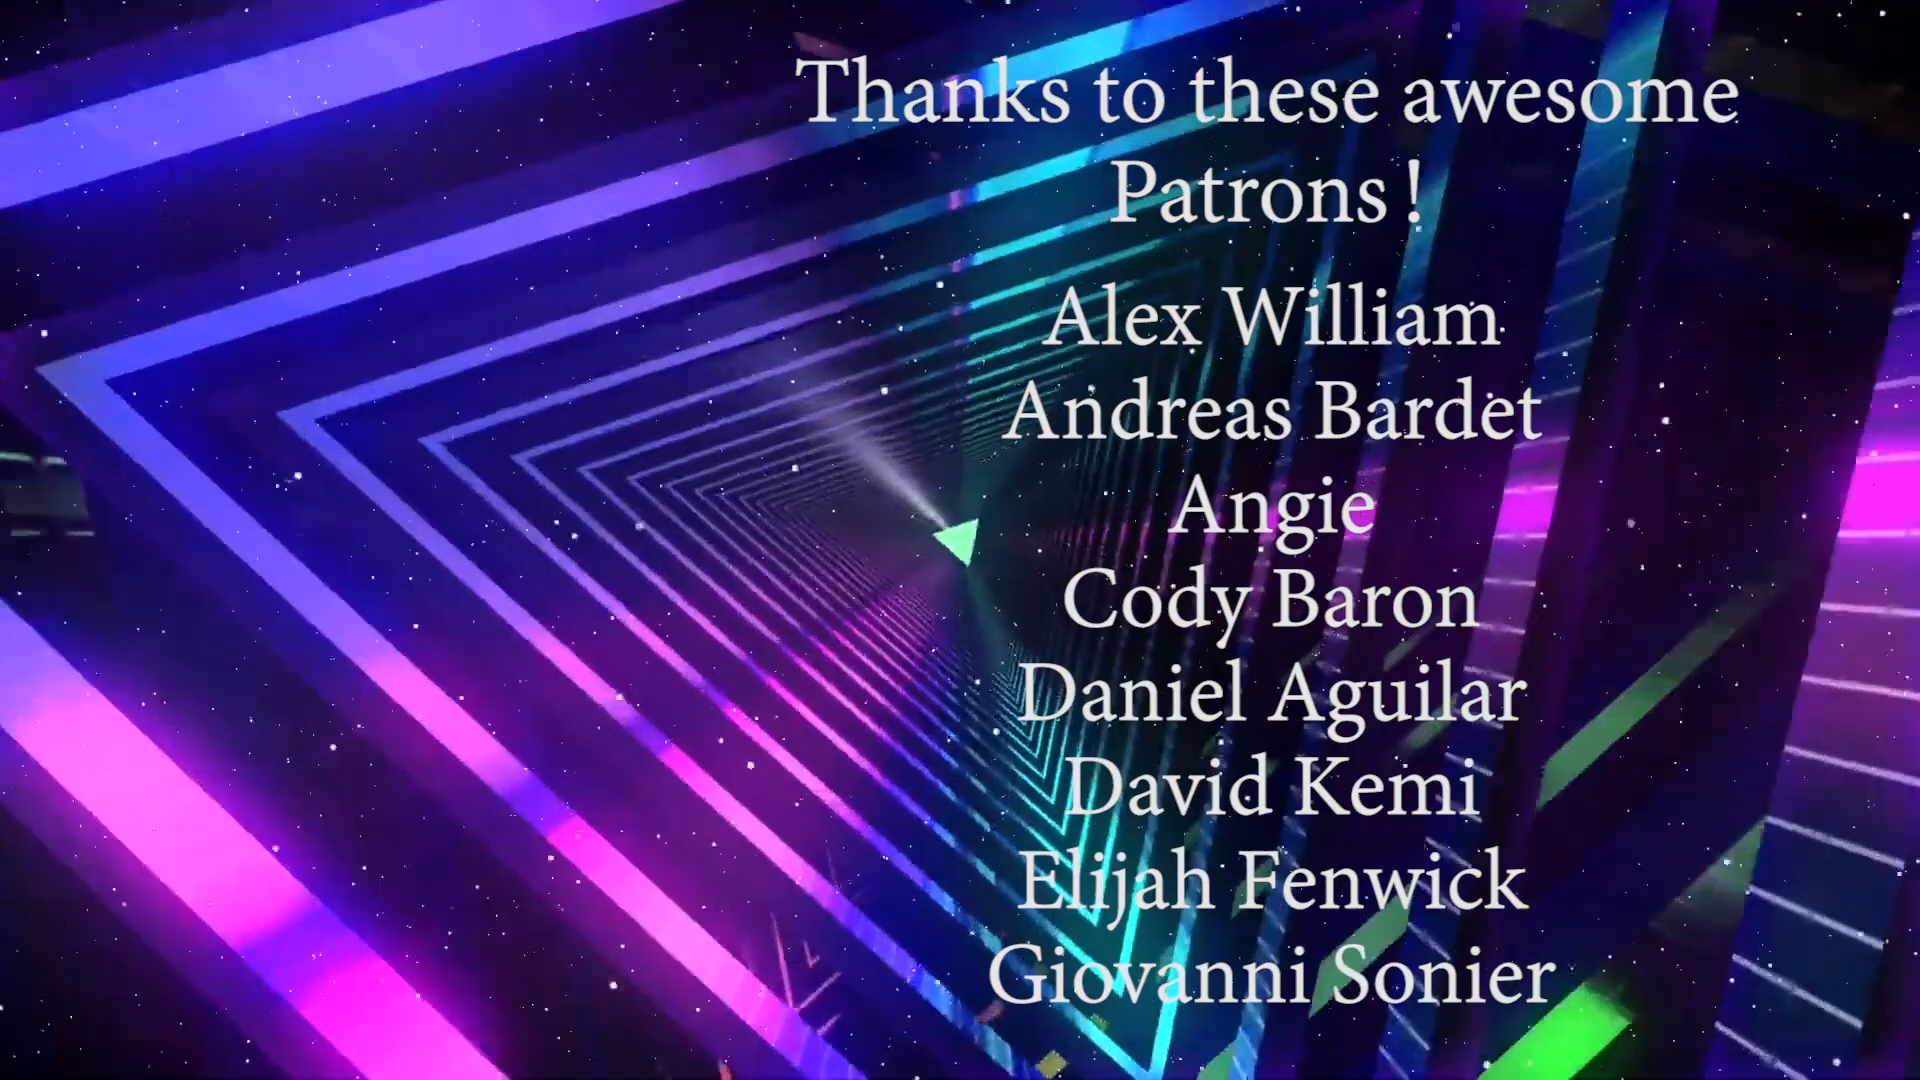 Thanks to these awesome
Patrons !
Alex William
Andreas Bardet
Angie
Cody Baron
Daniel Aguilar
David Kemi
Elijah Fenwick
Giovanni Sonier